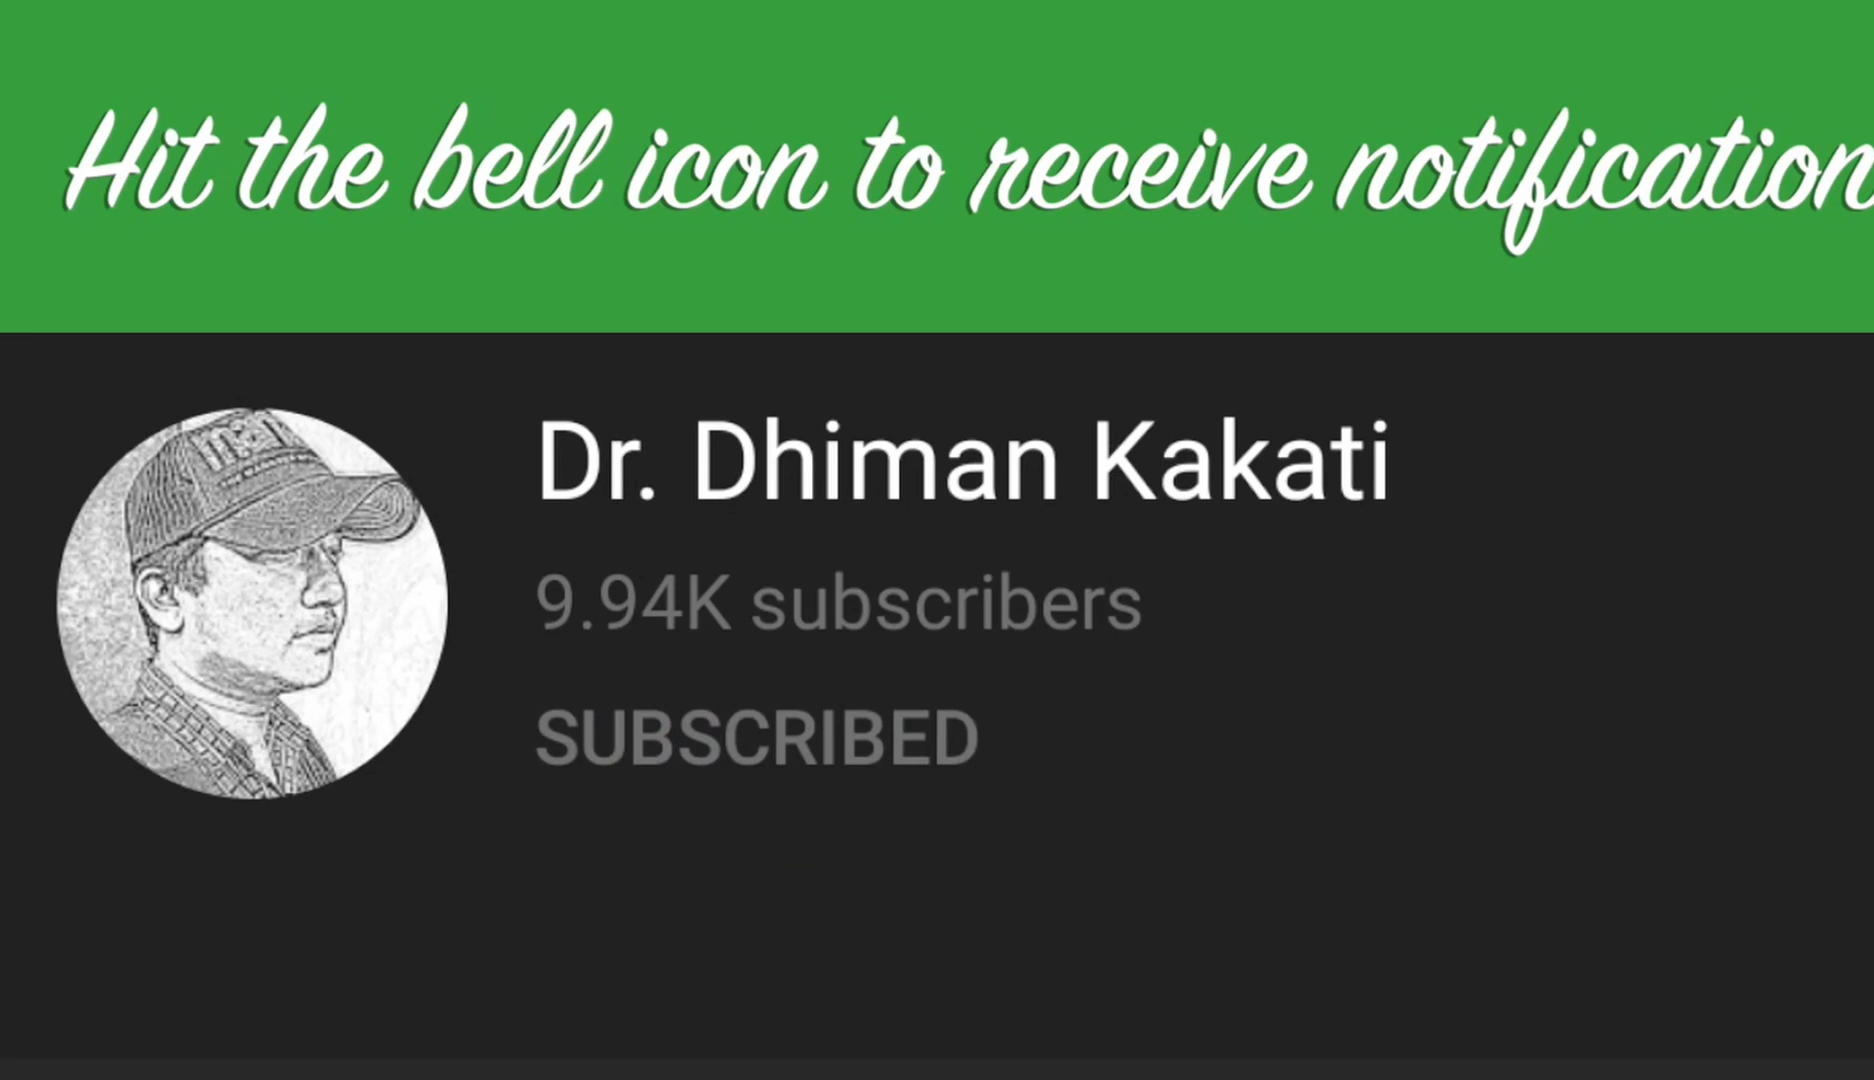 Hit the bell icon to receive notification
Dr. Dhiman Kakati
9.94K subscribers
SUBSCRIBED